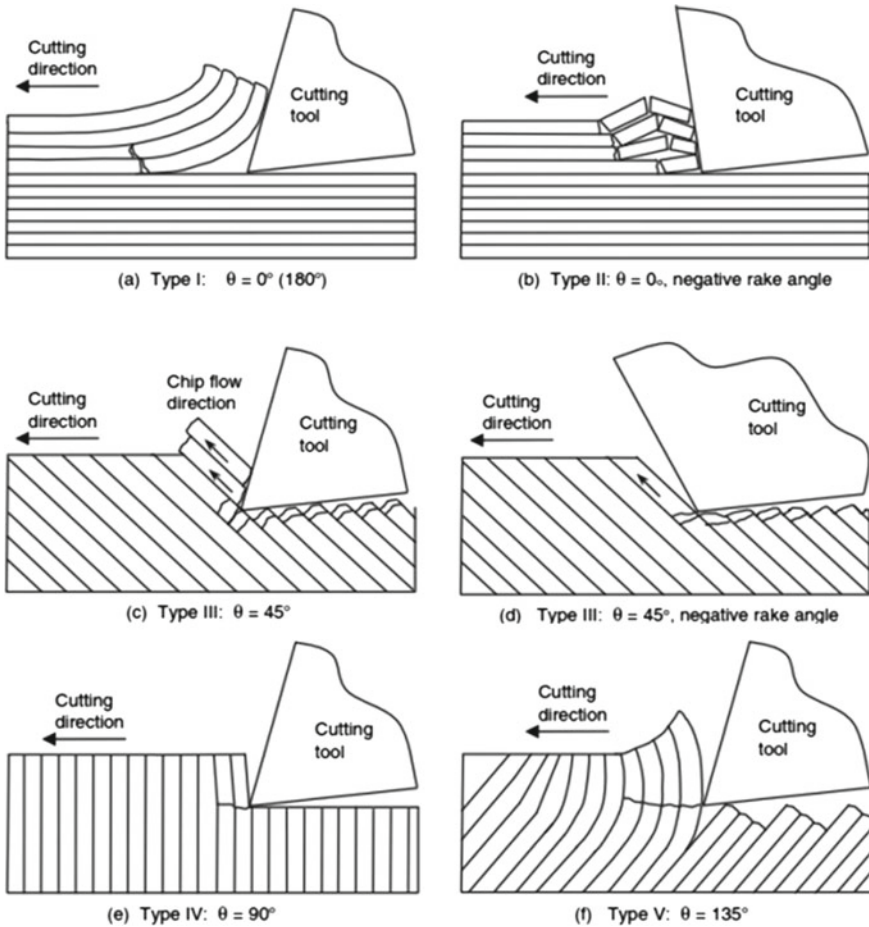 Cutting
direction
Cutting
tool
(a) Type I: θ = 0° (180°)
Cutting
direction
Cutting
tool
(b) Type II: θ = 0ₒ, negative rake angle
Cutting
direction
Chip flow
direction
Cutting
tool
(c) Type III: θ = 45°
Cutting
direction
Cutting
tool
(d) Type III: θ = 45°, negative rake angle
Cutting
direction
Cutting
tool
(e) Type IV: θ = 90°
Cutting
direction
Cutting
tool
(f) Type V: θ = 135°